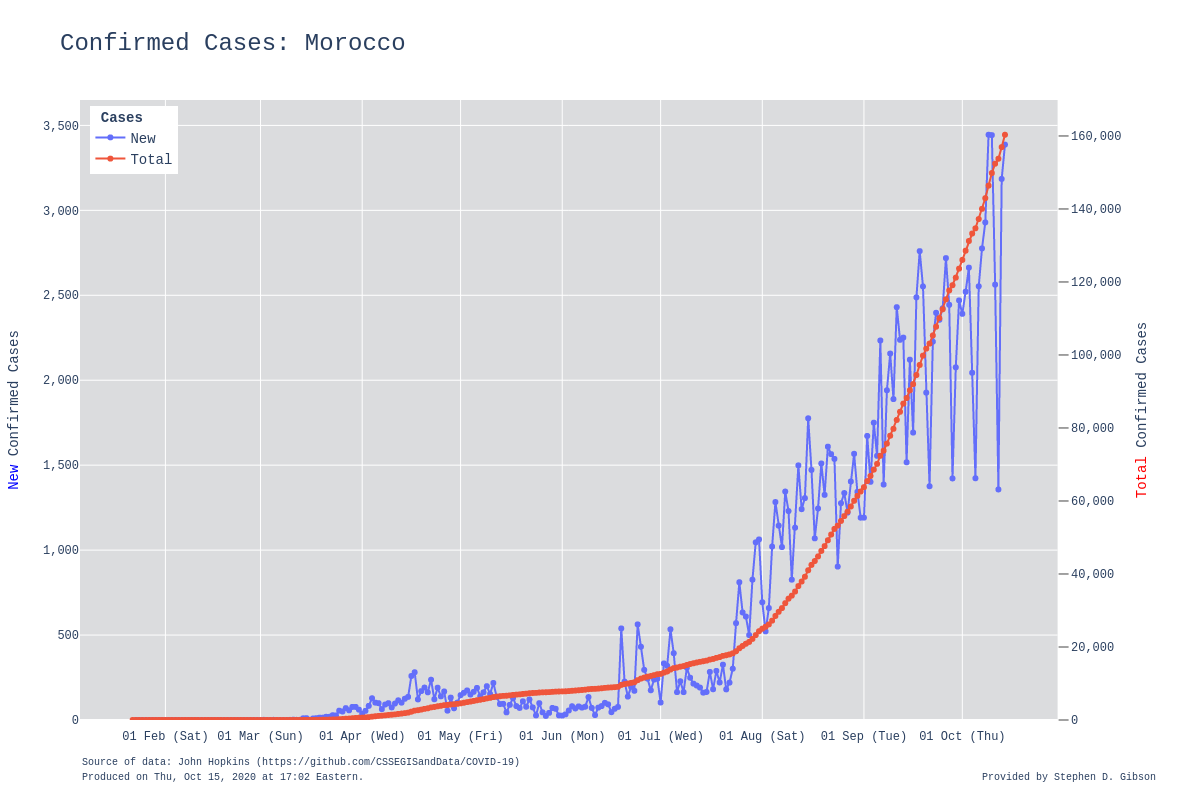 Confirmed Cases: Morocco
Cases
New
Total
3,500
3,000
2,500
2,000
1,500
1,000
500
0
160,000
140,000
120,000
100,000
80,000
60,000
40,000
20,000
0
New Confirmed Cases
Total Confirmed Cases
01 Feb (Sat) 01 Mar (Sun) 01 Apr (Wed) 01 May (Fri) 01 Jun (Mon) 01 Jul (Wed) 01 Aug (Sat) 01 Sep (Tue) 01 Oct (Thu)
Source of data: John Hopkins (https://github.com/CSSEGISandData/COVID-19)
Produced on Thu, Oct 15, 2020 at 17:02 Eastern.
Provided by Stephen D. Gibson